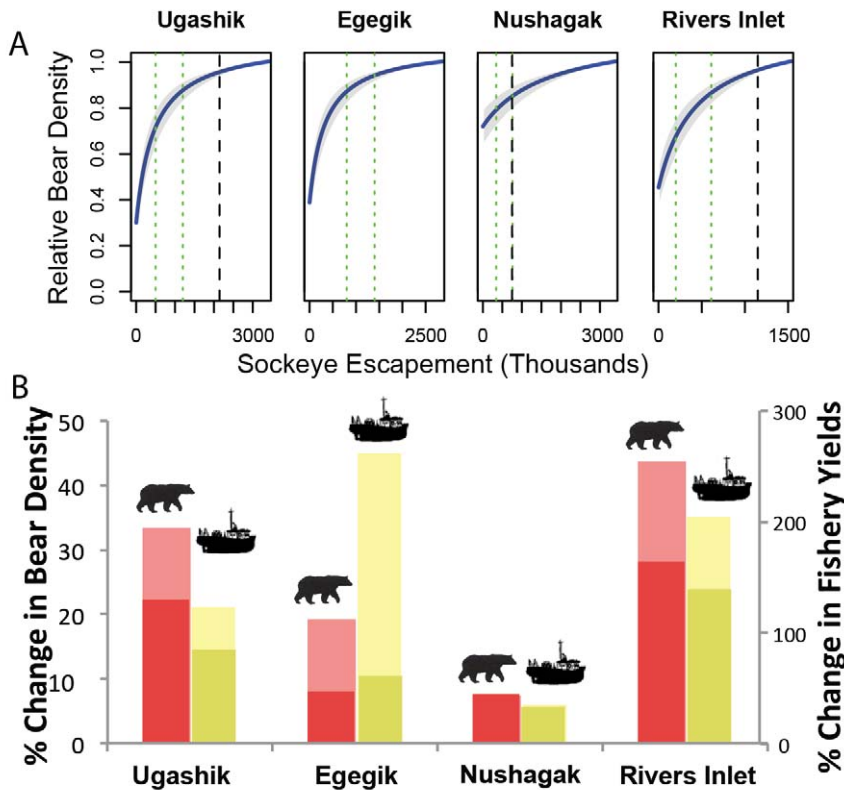 A
Ugashik Egegik Nushagak Rivers Inlet
Relative Bear Density
1.0
0.8
0.6
0.4
0.2
0.0
0 3000 0 2500 0 3000 0 1500
Sockeye Escapement (Thousands)
B
% Change in Bear Density
50
40
30
20
10
0
% Change in Fishery Yields
300
200
100
0
Ugashik Egegik Nushagak Rivers Inlet